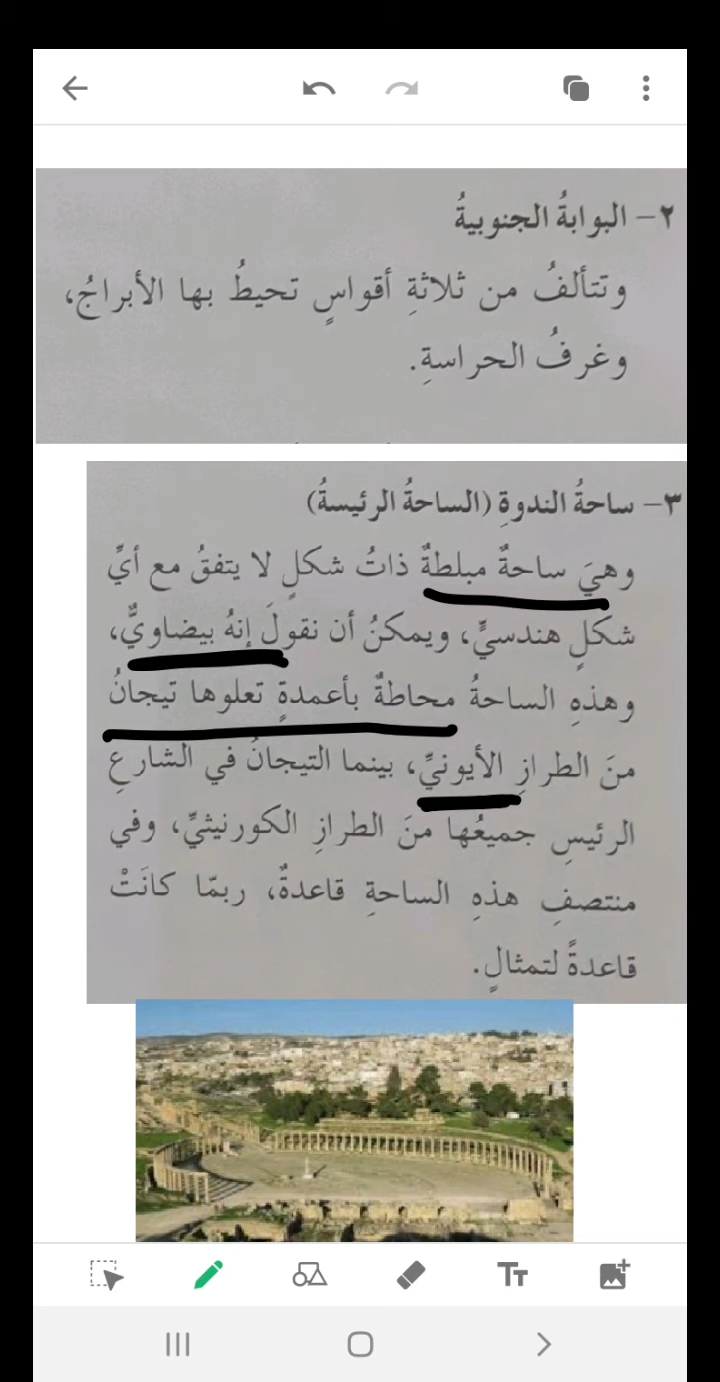 ٢- البوابةُ الجنوبيةُ
وتتألفُ من ثلاثةِ أقواسٍ تحيطُ بها الأبراجُ،
وغرفُ الحراسةِ.
٣- ساحةُ الندوةِ (الساحةُ الرئيسةُ)
وهيَ ساحةٌ مبلطةٌ ذاتُ شكلٍ لا يتفقُ مع أيِّ
شكلٍ هندسيٍّ، ويمكنُ أن نقولَ إنهُ بيضاويٌّ،
وهذهِ الساحةُ محاطةٌ بأعمدةٍ تعلوها تيجانُ
منَ الطرازِ الأيونيِّ، بينما التيجانُ في الشارعِ
الرئيسِ جميعُها منَ الطرازِ الكورنيثيِّ، وفي
منتصفِ هذهِ الساحةِ قاعدةٌ، ربمّا كانَتْ
قاعدةً لتمثالٍ.
TT